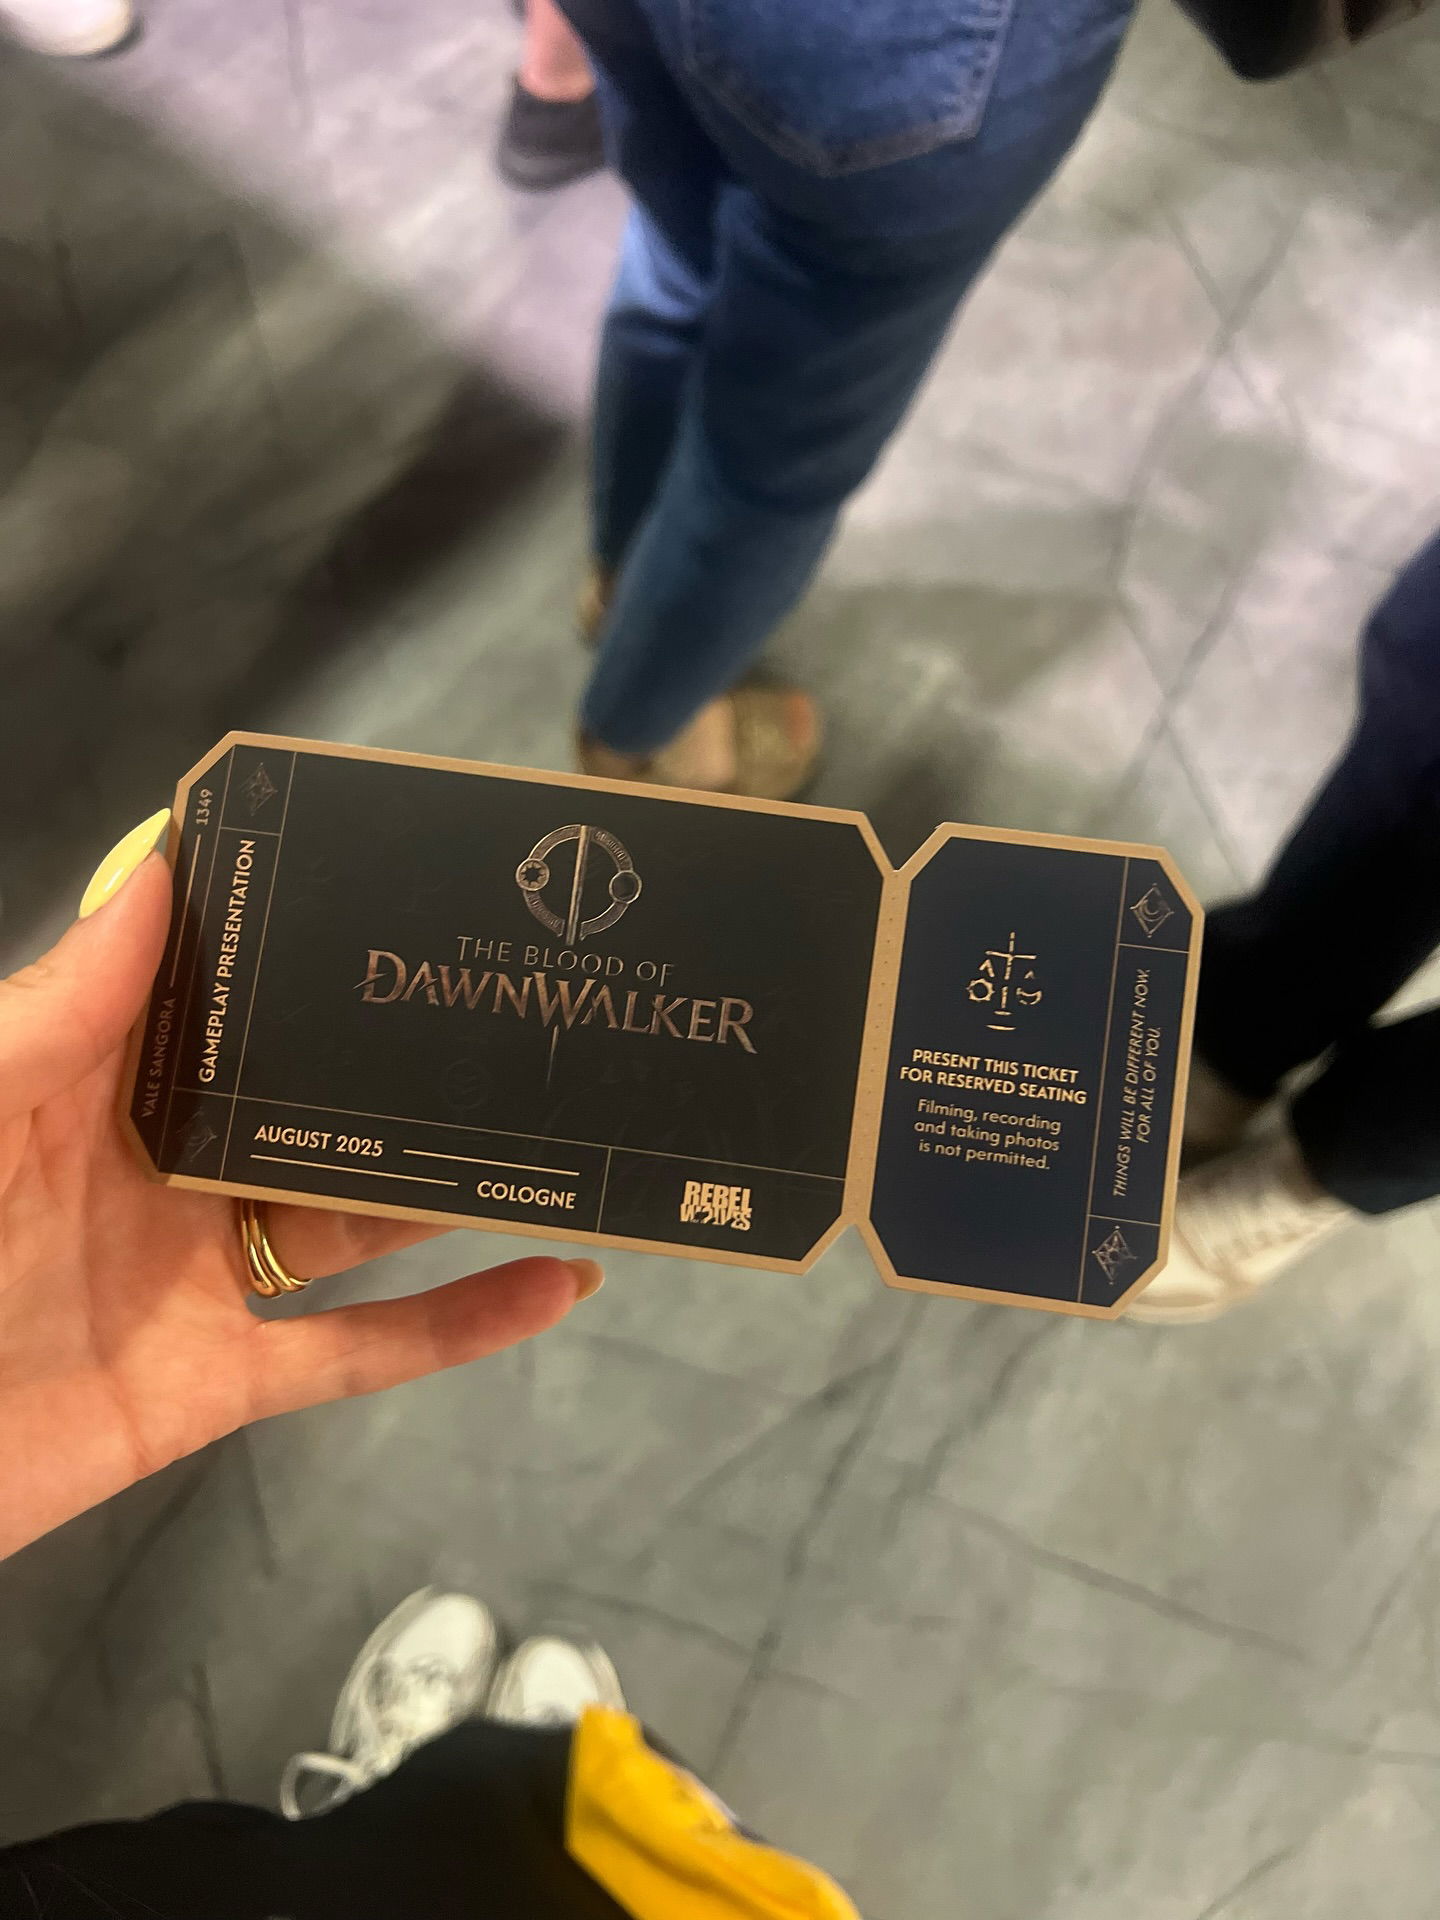 VALE SANGORA 1349
GAMEPLAY PRESENTATION
THE BLOOD OF
DAWNWALKER
AUGUST 2025
COLOGNE
REBEL
WOLVES
PRESENT THIS TICKET
FOR RESERVED SEATING
Filming, recording
and taking photos
is not permitted.
THINGS WILL BE DIFFERENT NOW.
FOR ALL OF YOU.